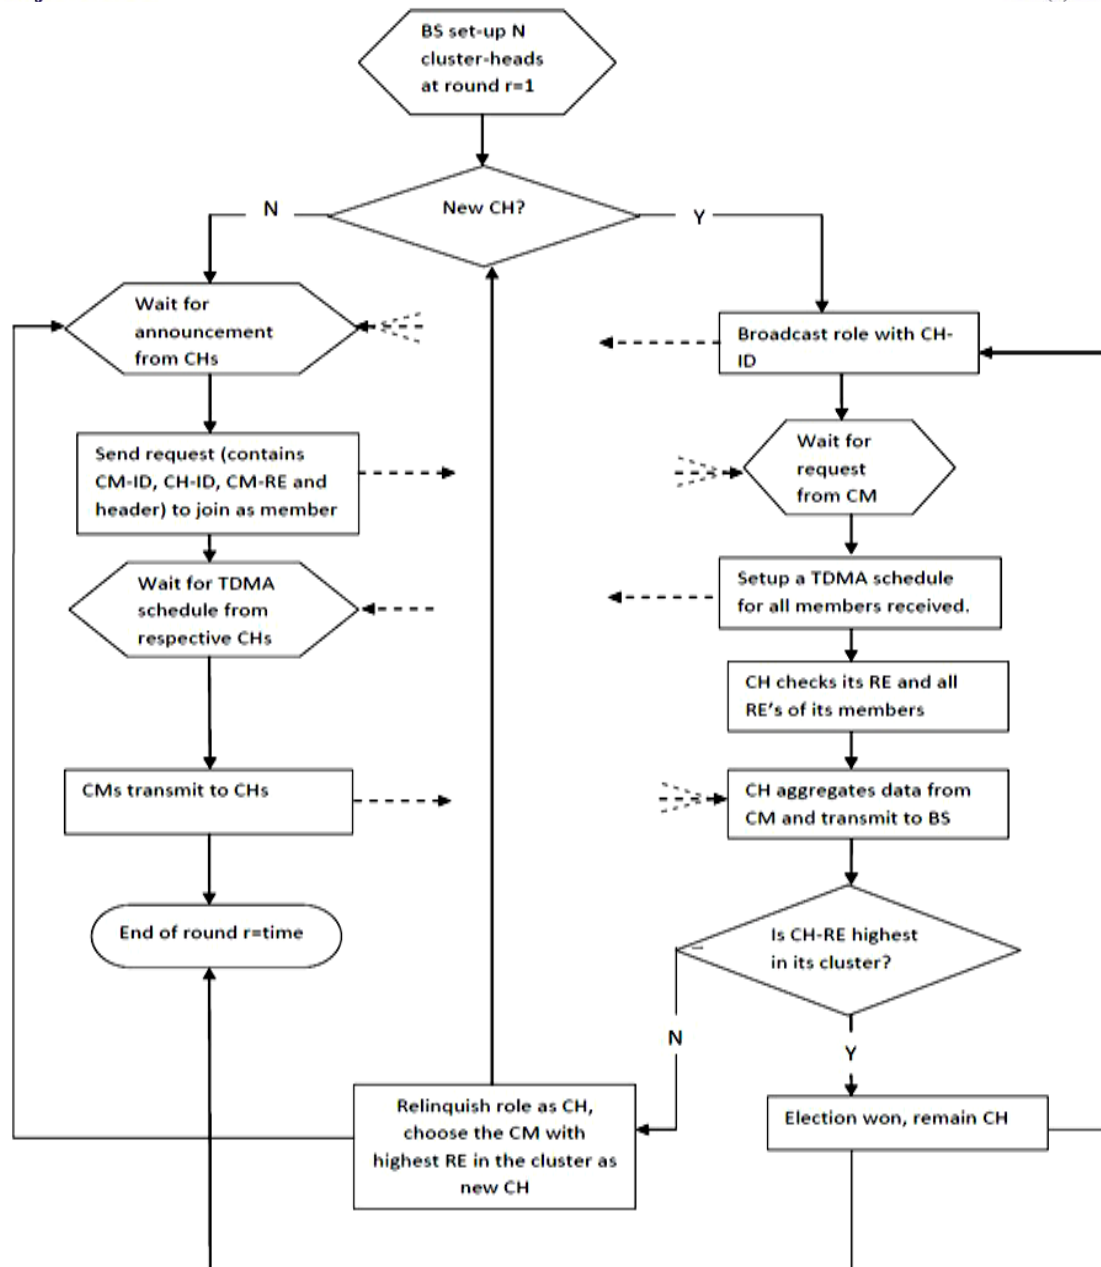 BS set-up N
cluster-heads
at round r=1
New CH?
N
Y
Wait for
announcement
from CHs
Broadcast role with CH-
ID
Send request (contains
CM-ID, CH-ID, CM-RE and
header) to join as member
Wait for
request
from CM
Wait for TDMA
schedule from
respective CHs
Setup a TDMA schedule
for all members received.
CH checks its RE and all
RE's of its members
CMs transmit to CHs
CH aggregates data from
CM and transmit to BS
End of round r=time
Is CH-RE highest
in its cluster?
N
Y
Relinquish role as CH,
choose the CM with
highest RE in the cluster as
new CH
Election won, remain CH